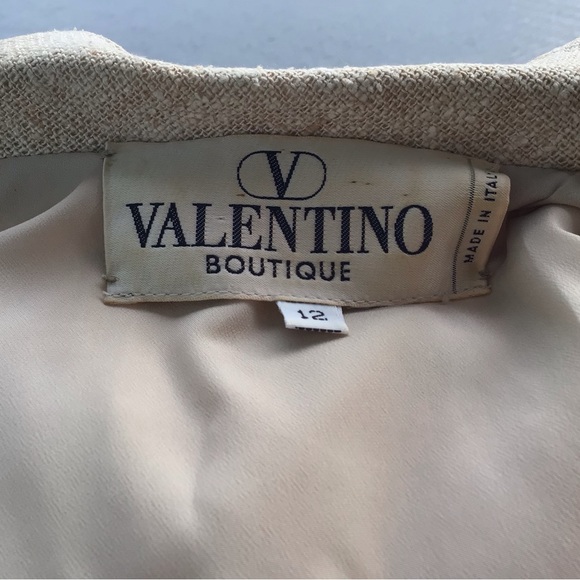 V
VALENTINO
BOUTIQUE
MADE IN ITALY
12